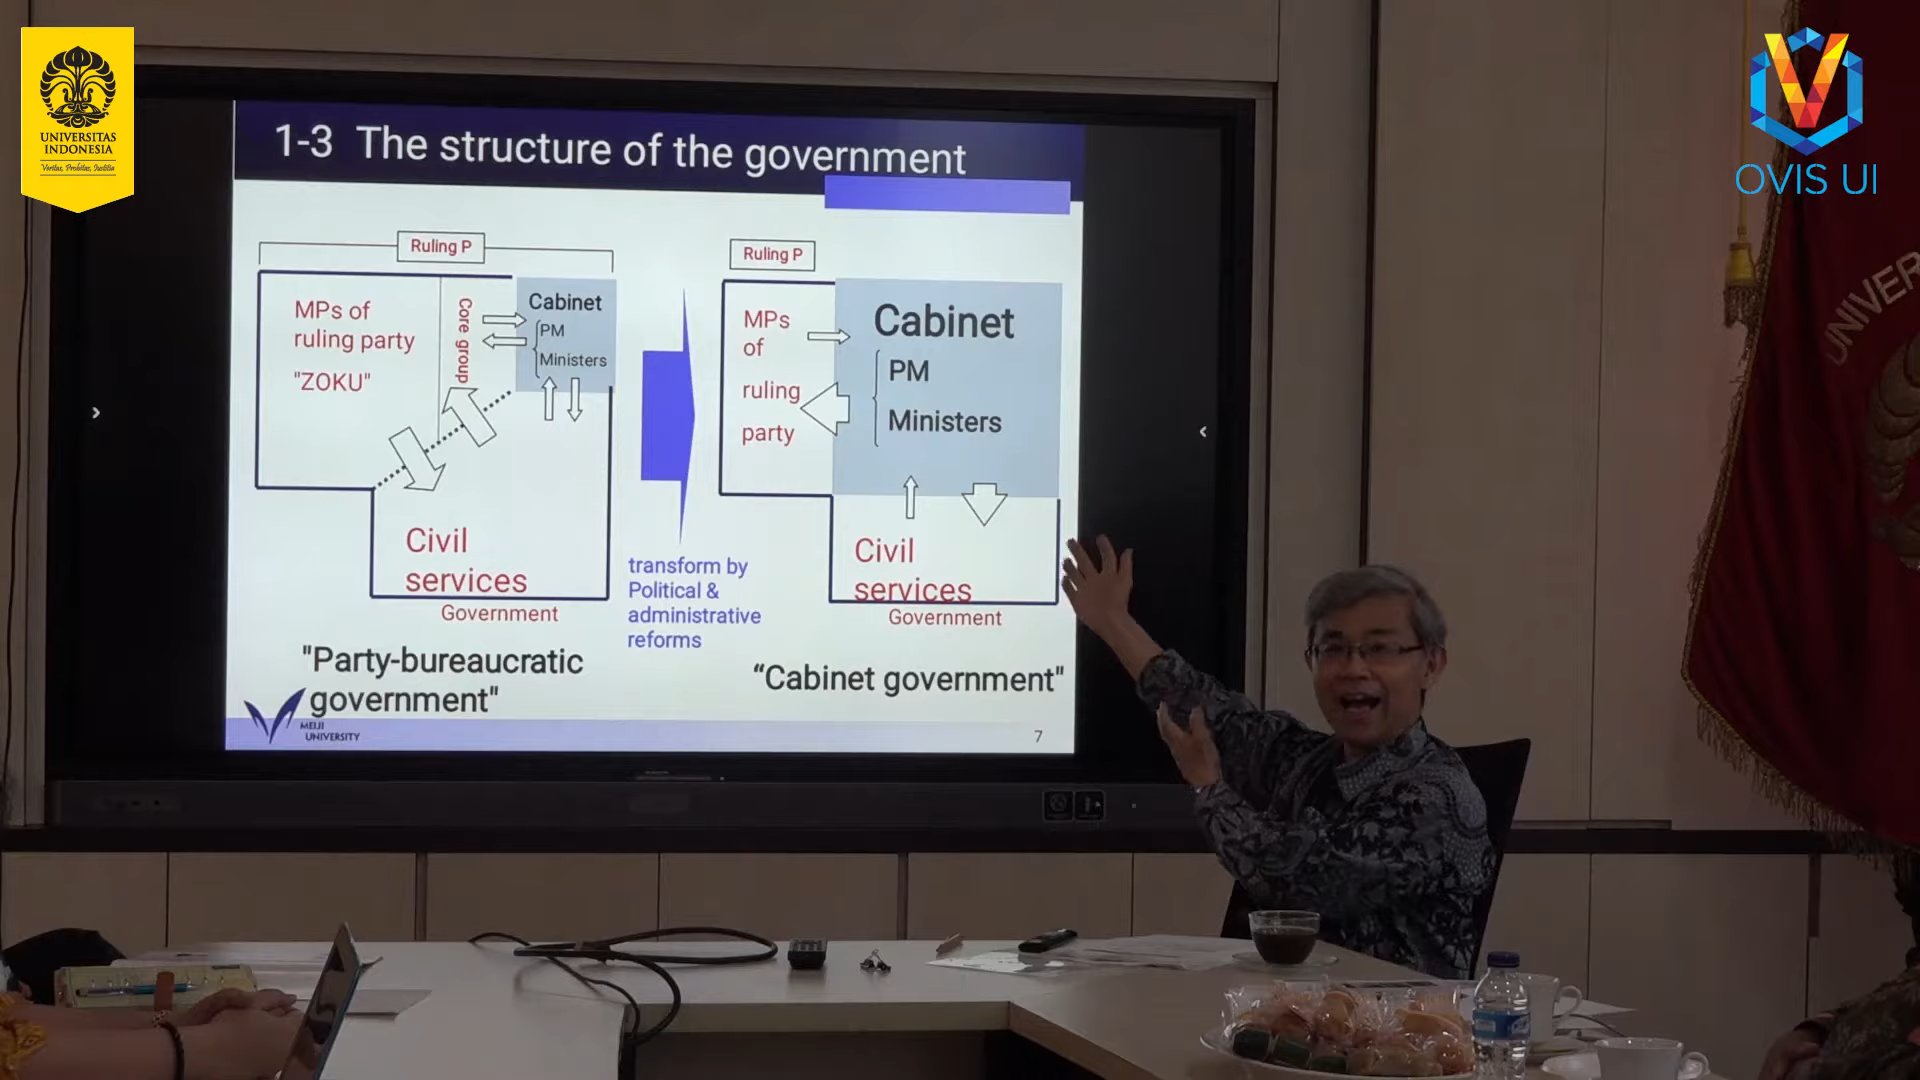 UNIVERSITAS
INDONESIA
Veritas, Probitas, Iustitia
OVIS UI
1-3 The structure of the government
Ruling P
MPs of
ruling party
"ZOKU"
Core group
Cabinet
PM
Ministers
Civil
services
Government
"Party-bureaucratic
government"
transform by
Political &
administrative
reforms
Ruling P
MPs
of
ruling
party
Cabinet
PM
Ministers
Civil
services
Government
“Cabinet government"
MEIJI
UNIVERSITY
7